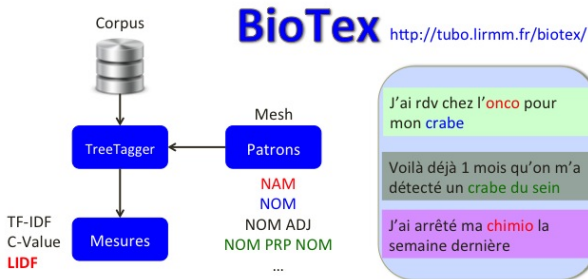 BioTex http://tubo.lirmm.fr/biotex/
Corpus
Mesh
TreeTagger
Patrons
NAM
NOM
NOM ADJ
NOM PRP NOM
...
TF-IDF
C-Value
LIDF
Mesures
J'ai rdv chez l'onco pour
mon crabe
Voilà déjà 1 mois qu'on m'a
détecté un crabe du sein
J'ai arrêté ma chimio la
semaine dernière